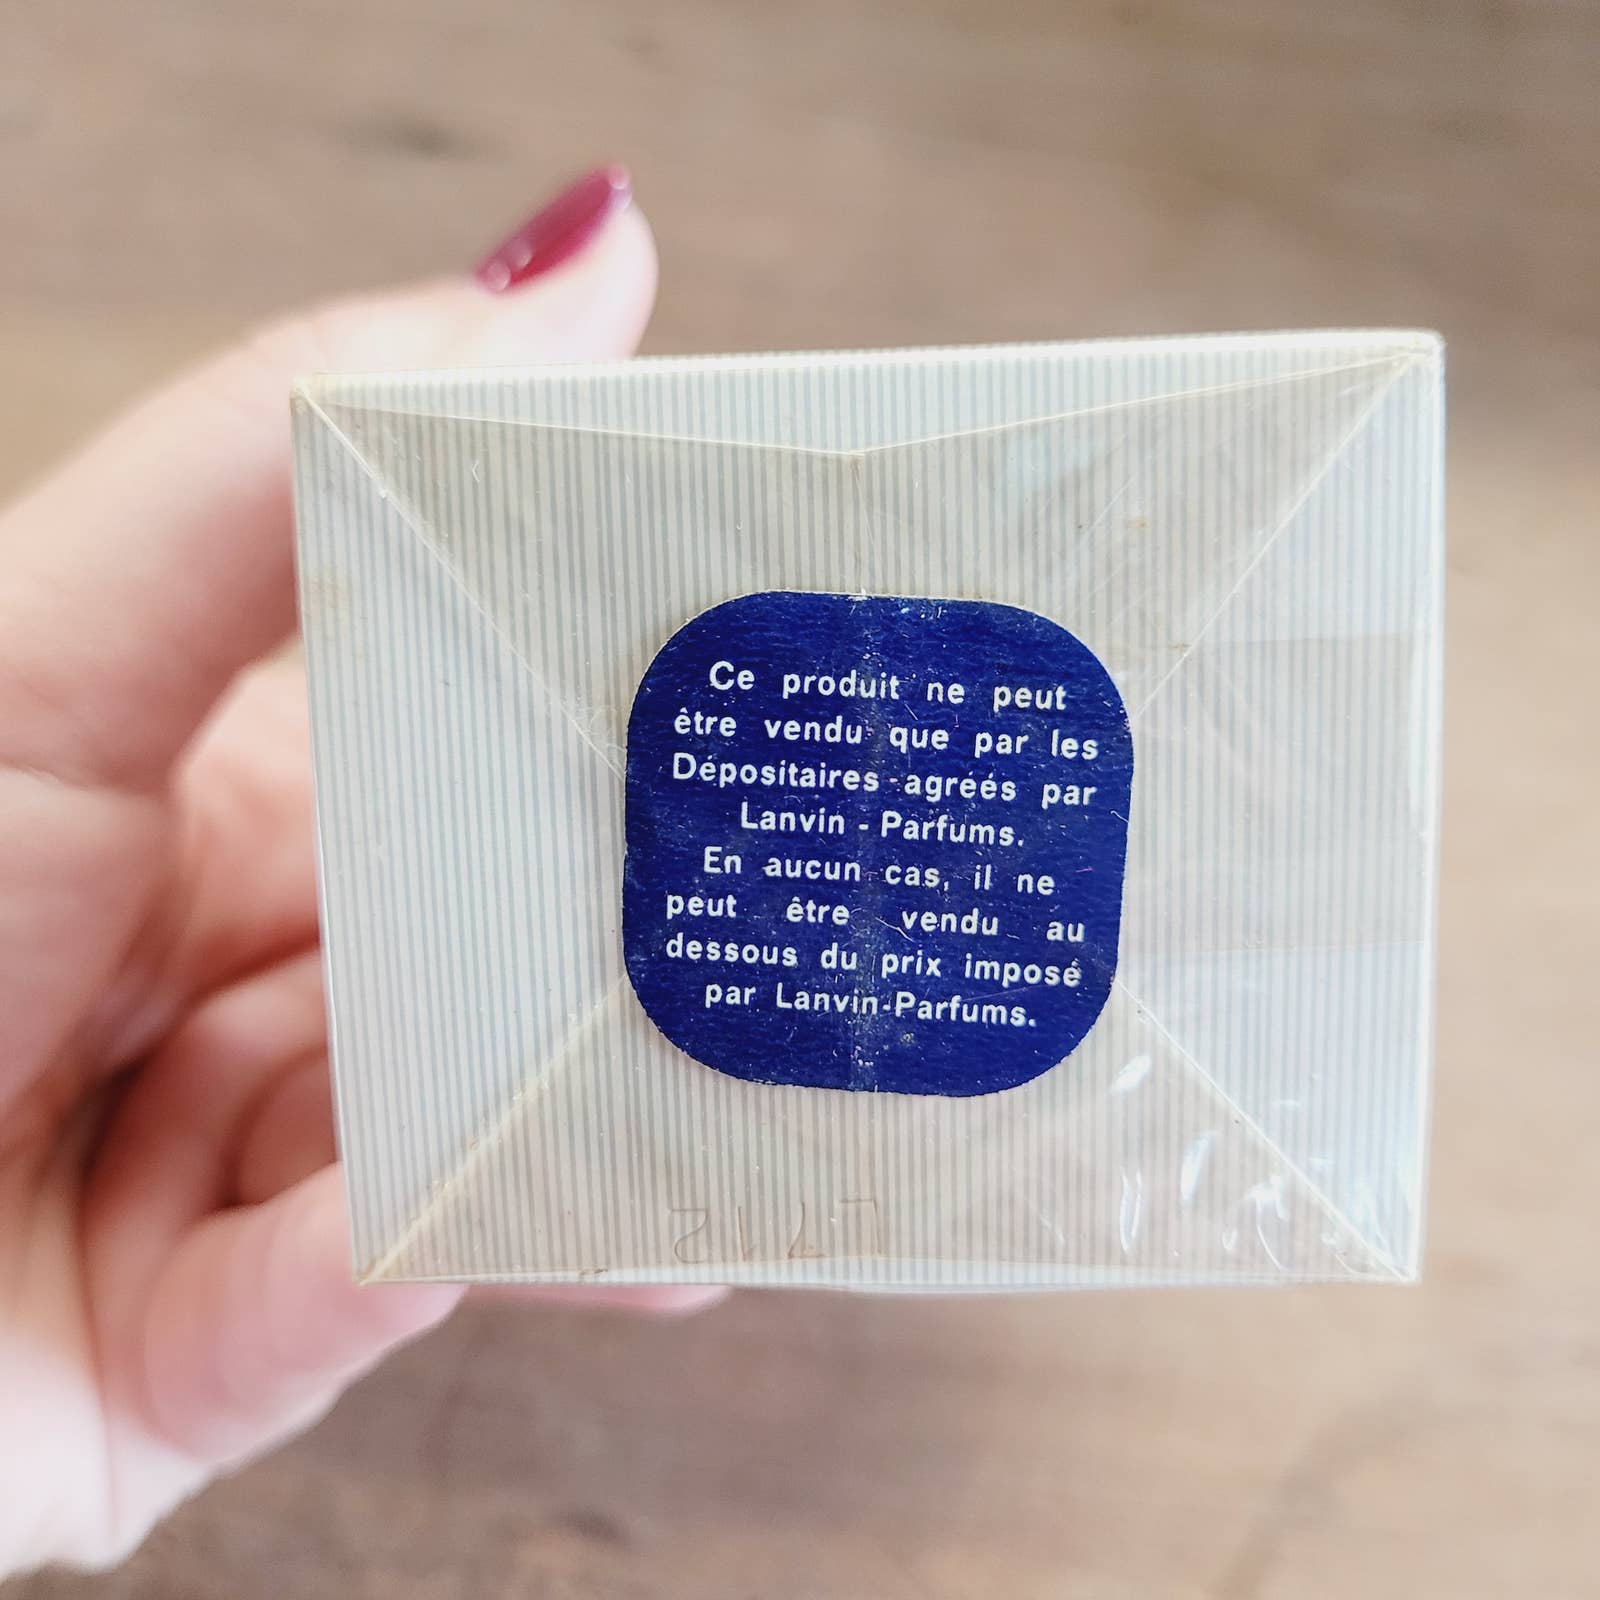 Ce produit ne peut
être vendu que par les
Dépositaires agréés par
Lanvin - Parfums.
En aucun cas, il ne
peut être vendu au
dessous du prix imposé
par Lanvin-Parfums.